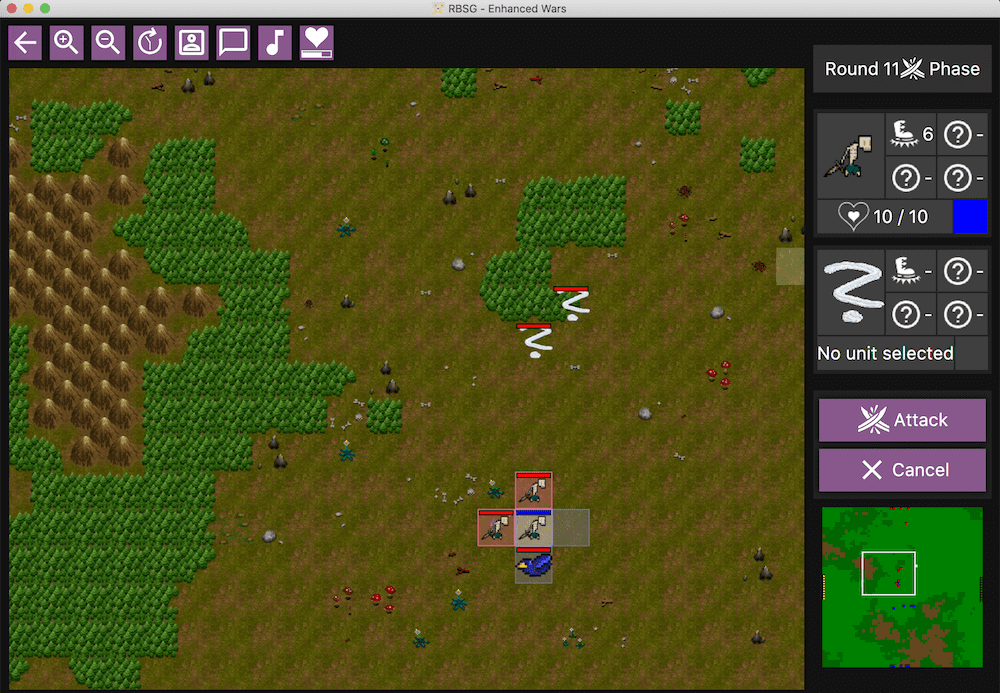 RBSG - Enhanced Wars
Round 11 Phase
6 -
- -
10 / 10
- -
- -
No unit selected
Attack
Cancel